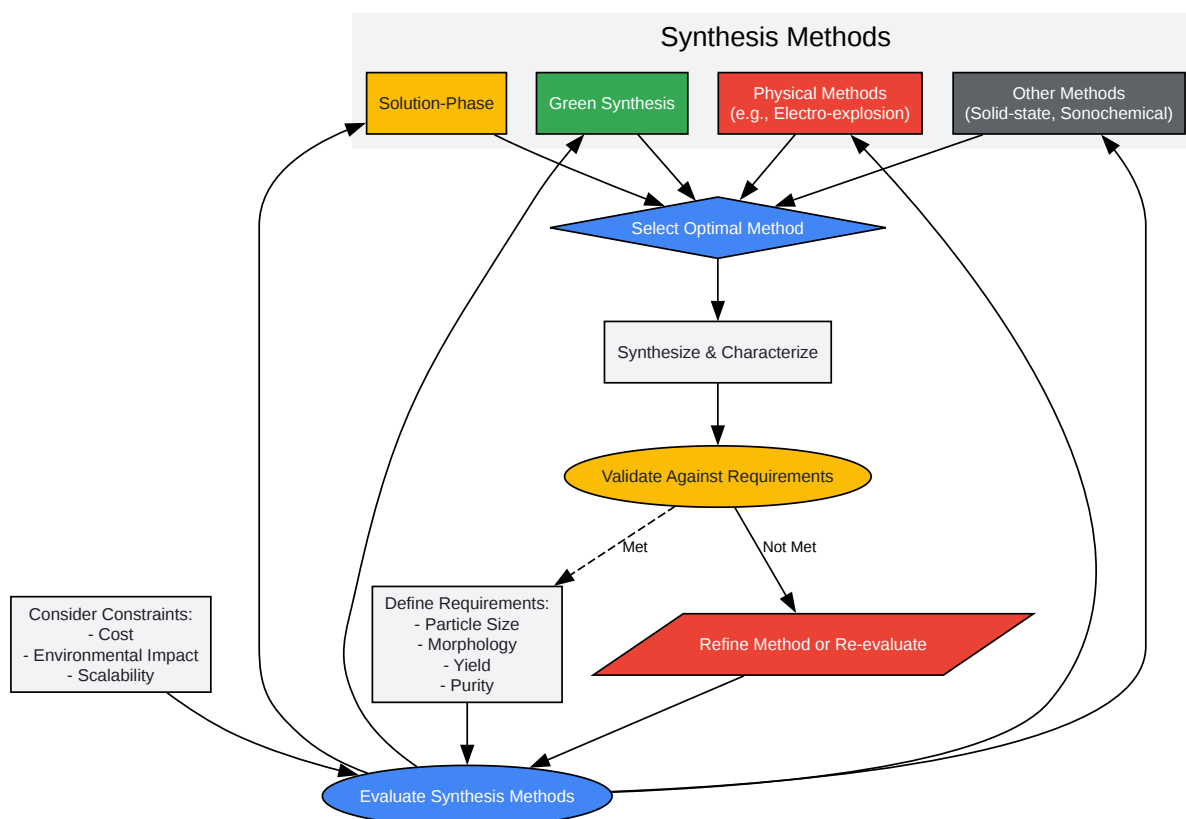 Synthesis Methods
Solution-Phase
Green Synthesis
Physical Methods
(e.g., Electro-explosion)
Other Methods
(Solid-state, Sonochemical)
Select Optimal Method
Synthesize & Characterize
Validate Against Requirements
Met
Not Met
Consider Constraints:
- Cost
- Environmental Impact
- Scalability
Define Requirements:
- Particle Size
- Morphology
- Yield
- Purity
Refine Method or Re-evaluate
Evaluate Synthesis Methods